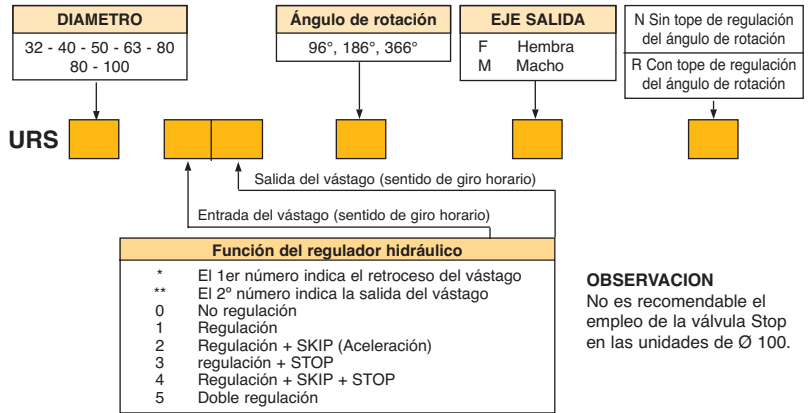 DIAMETRO
32 - 40 - 50 - 63 - 80
80 - 100
Ángulo de rotación
96°, 186°, 366°
EJE SALIDA
F Hembra
M Macho
N Sin tope de regulación
del ángulo de rotación
R Con tope de regulación
del ángulo de rotación
URS
Salida del vástago (sentido de giro horario)
Entrada del vástago (sentido de giro horario)
Función del regulador hidráulico
* El 1er número indica el retroceso del vástago
** El 2º número indica la salida del vástago
0 No regulación
1 Regulación
2 Regulación + SKIP (Aceleración)
3 regulación + STOP
4 Regulación + SKIP + STOP
5 Doble regulación
OBSERVACION
No es recomendable el
empleo de la válvula Stop
en las unidades de Ø 100.